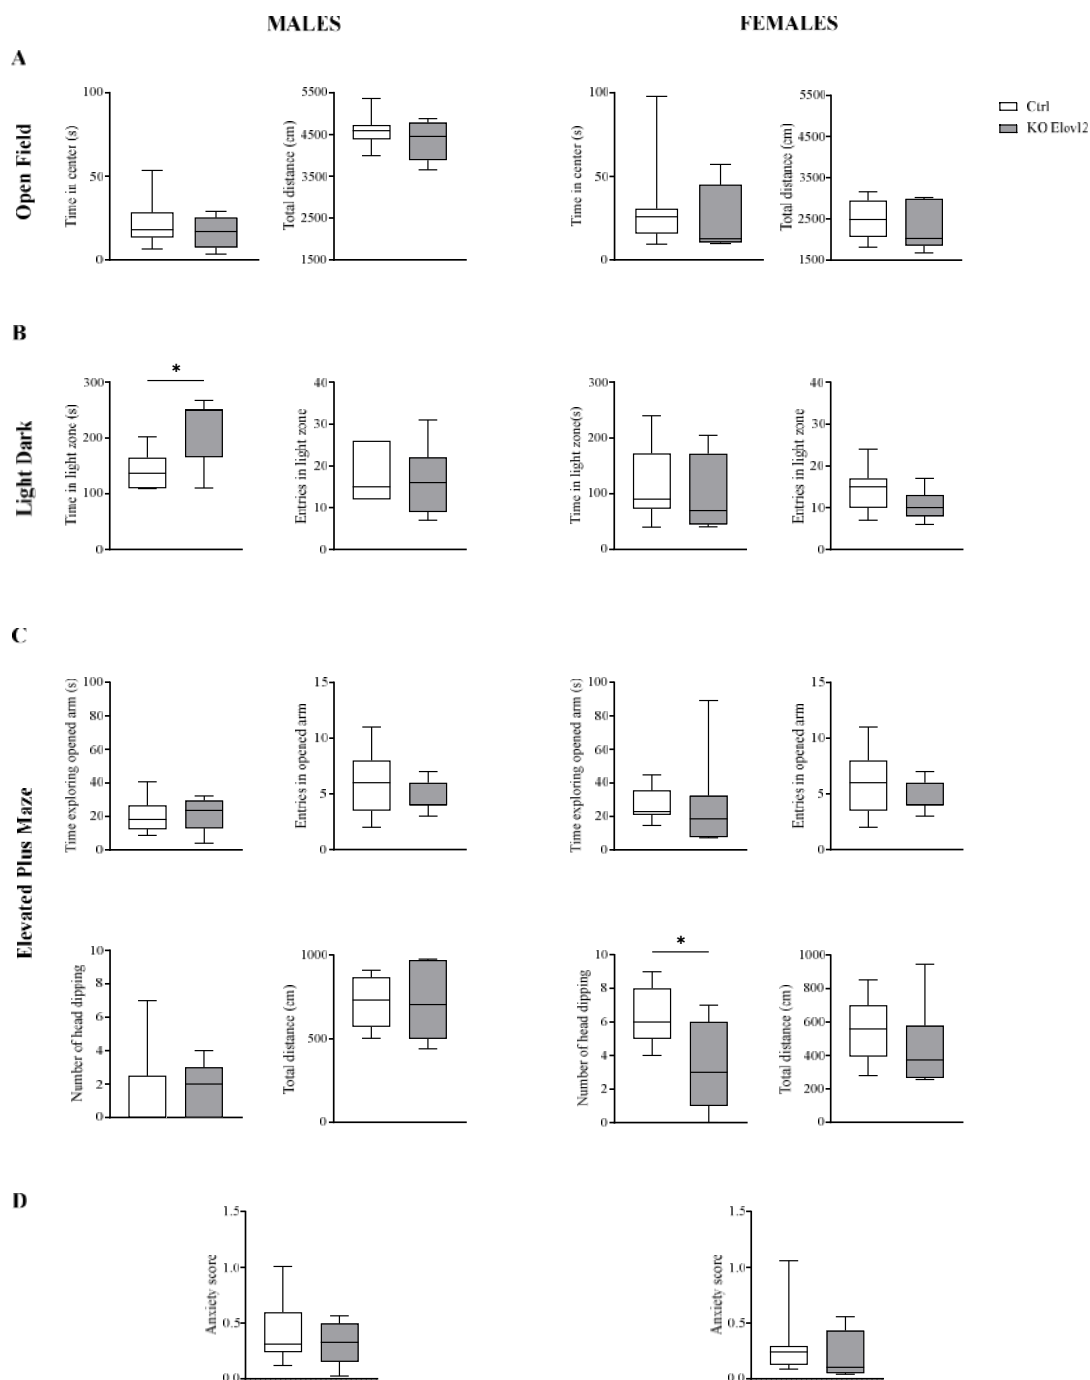 MALES
FEMALES
A
Open Field
Time in center (s)
100
50
0
Total distance (cm)
5500
4500
3500
2500
1500
Time in center (s)
100
50
0
Total distance (cm)
5500
4500
3500
2500
1500
Ctrl
KO Elovl2
B
Light Dark
Time in light zone (s)
300
200
100
0
*
Entries in light zone
40
30
20
10
0
Time in light zone(s)
300
200
100
0
Entries in light zone
40
30
20
10
0
C
Elevated Plus Maze
Time exploring opened arm (s)
100
80
60
40
20
0
Entries in opened arm
15
10
5
0
Time exploring opened arm (s)
100
80
60
40
20
0
Entries in opened arm
15
10
5
0
Number of head dipping
10
8
6
4
2
0
Total distance (cm)
1000
500
0
Number of head dipping
10
8
6
4
2
0
*
Total distance (cm)
1000
800
600
400
200
0
D
Anxiety score
1.5
1.0
0.5
0.0
Anxiety score
1.5
1.0
0.5
0.0